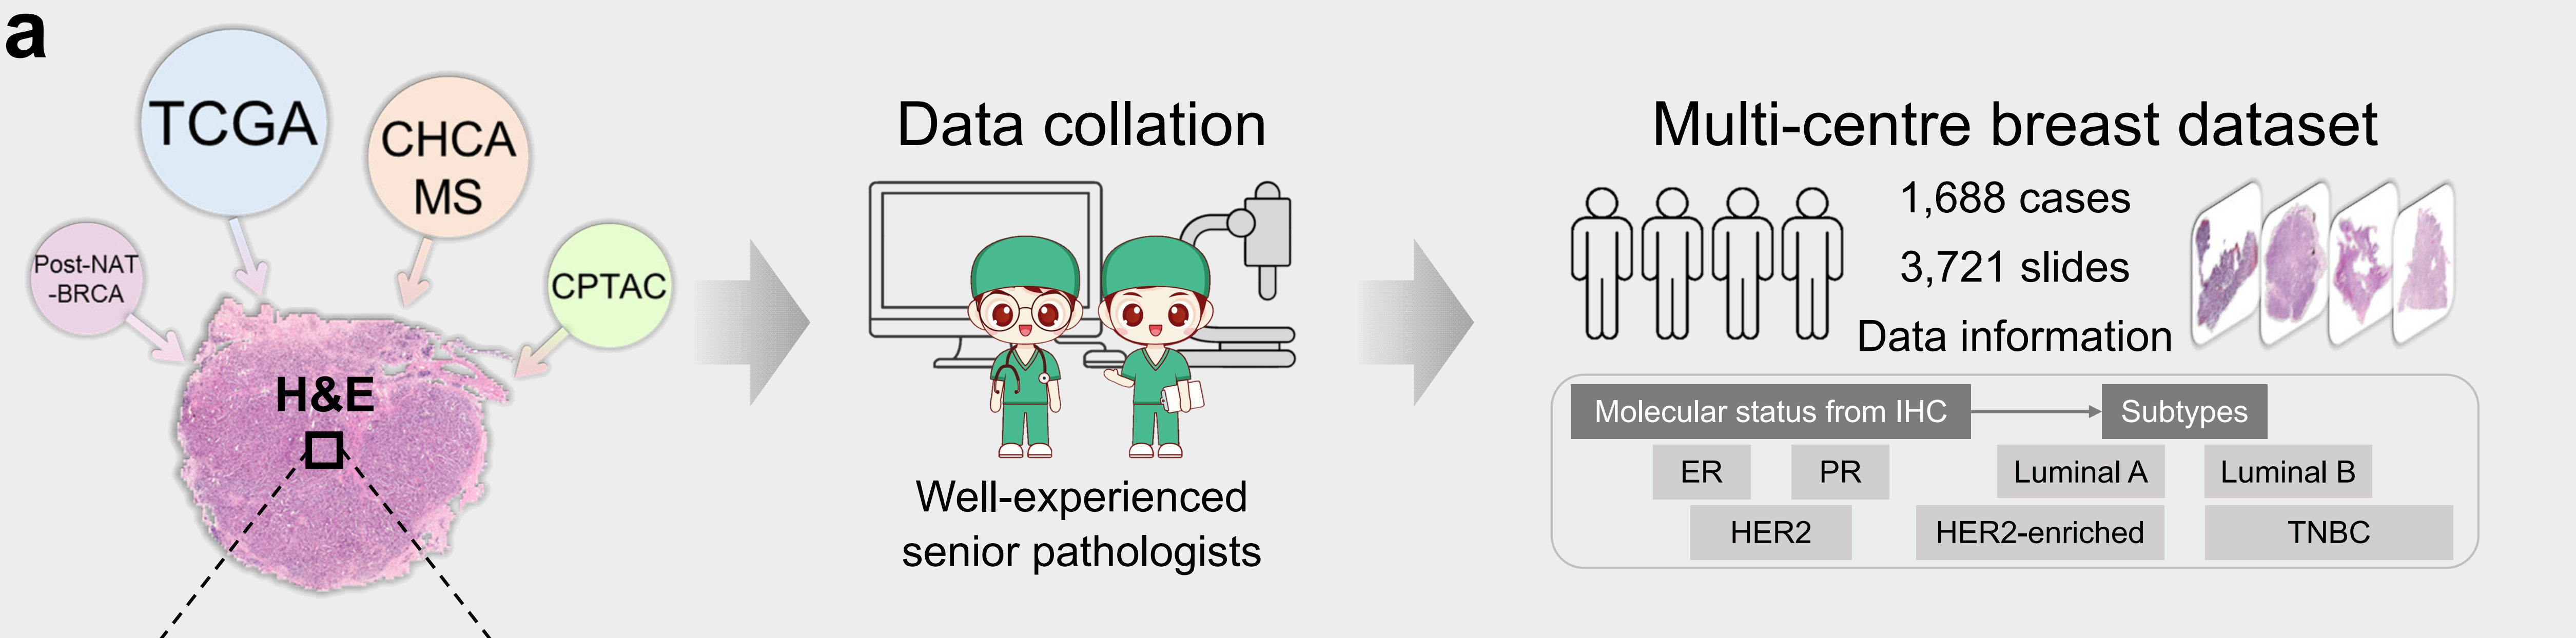 a
TCGA
CHCA
MS
Post-NAT
-BRCA
CPTAC
H&E
Data collation
Well-experienced
senior pathologists
Multi-centre breast dataset
1,688 cases
3,721 slides
Data information
Molecular status from IHC
Subtypes
ER
PR
Luminal A
Luminal B
HER2
HER2-enriched
TNBC